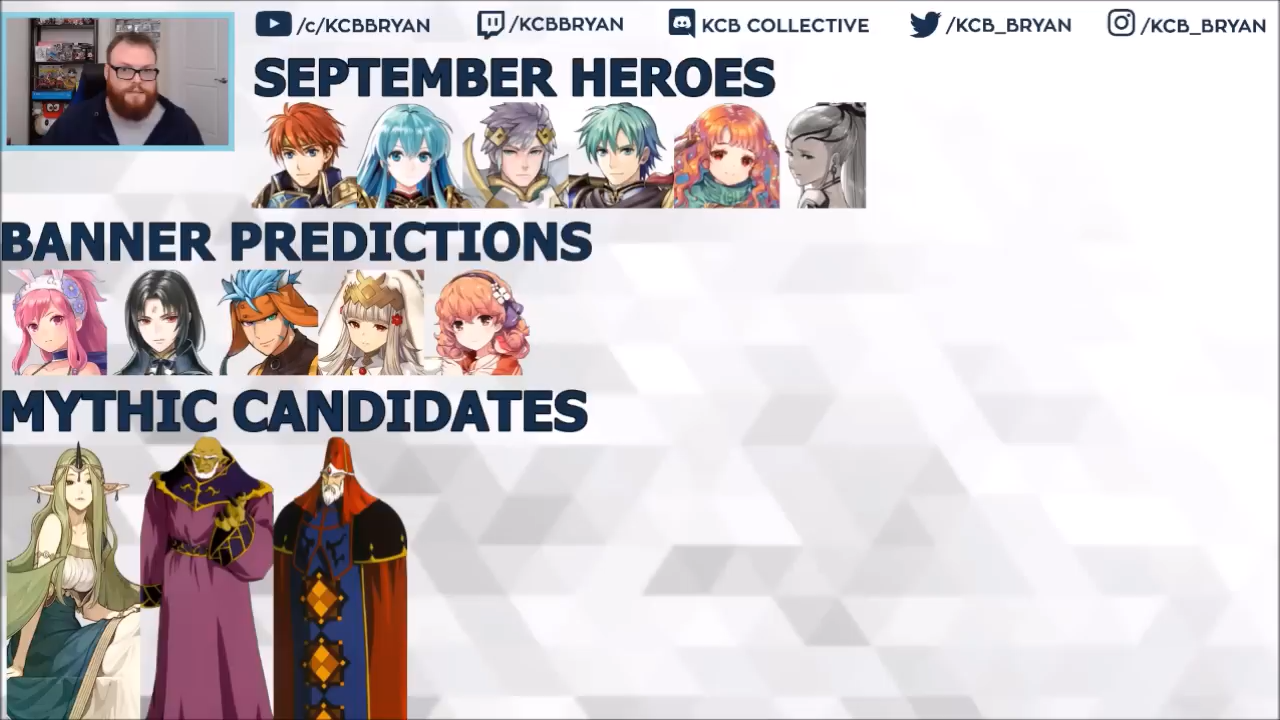 /c/KCBBRYAN /KCBBRYAN KCB COLLECTIVE /KCB_BRYAN /KCB_BRYAN
SEPTEMBER HEROES
BANNER PREDICTIONS
MYTHIC CANDIDATES